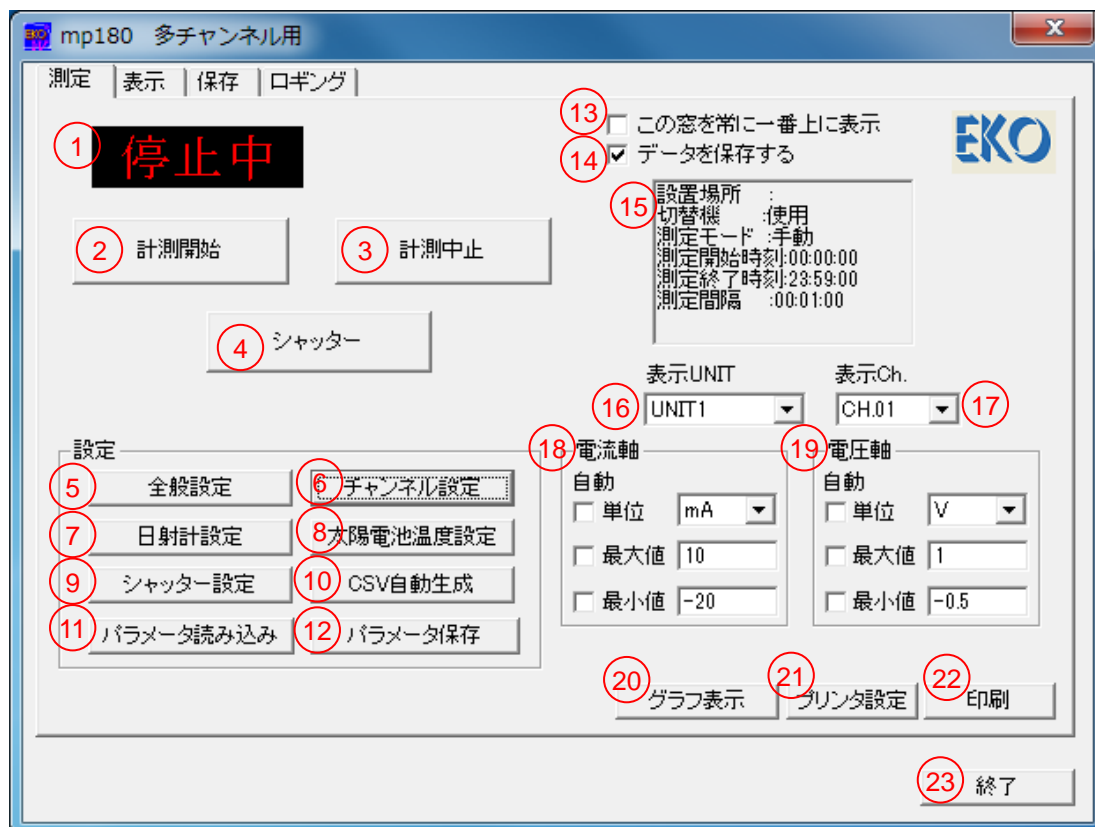 mp180 多チャンネル用
測定 表示 保存 ロギング
① 停止中
⑬ この窓を常に一番上に表示
⑭ データを保存する
EKO
⑮ 設置場所 :
切替機 :使用
測定モード :手動
測定開始時刻:00:00:00
測定終了時刻:23:59:00
測定間隔 :00:01:00
② 計測開始
③ 計測中止
④ シャッター
表示UNIT 表示Ch.
⑯ UNIT1 CH.01 ⑰
設定
⑤ 全般設定 ⑥ チャンネル設定
⑦ 日射計設定 ⑧ 太陽電池温度設定
⑨ シャッター設定 ⑩ CSV自動生成
⑪ パラメータ読み込み ⑫ パラメータ保存
⑱ 電流軸
自動
単位 mA
最大値 10
最小値 -20
⑲ 電圧軸
自動
単位 V
最大値 1
最小値 -0.5
⑳ グラフ表示 ㉑ プリンタ設定 ㉒ 印刷
㉓ 終了